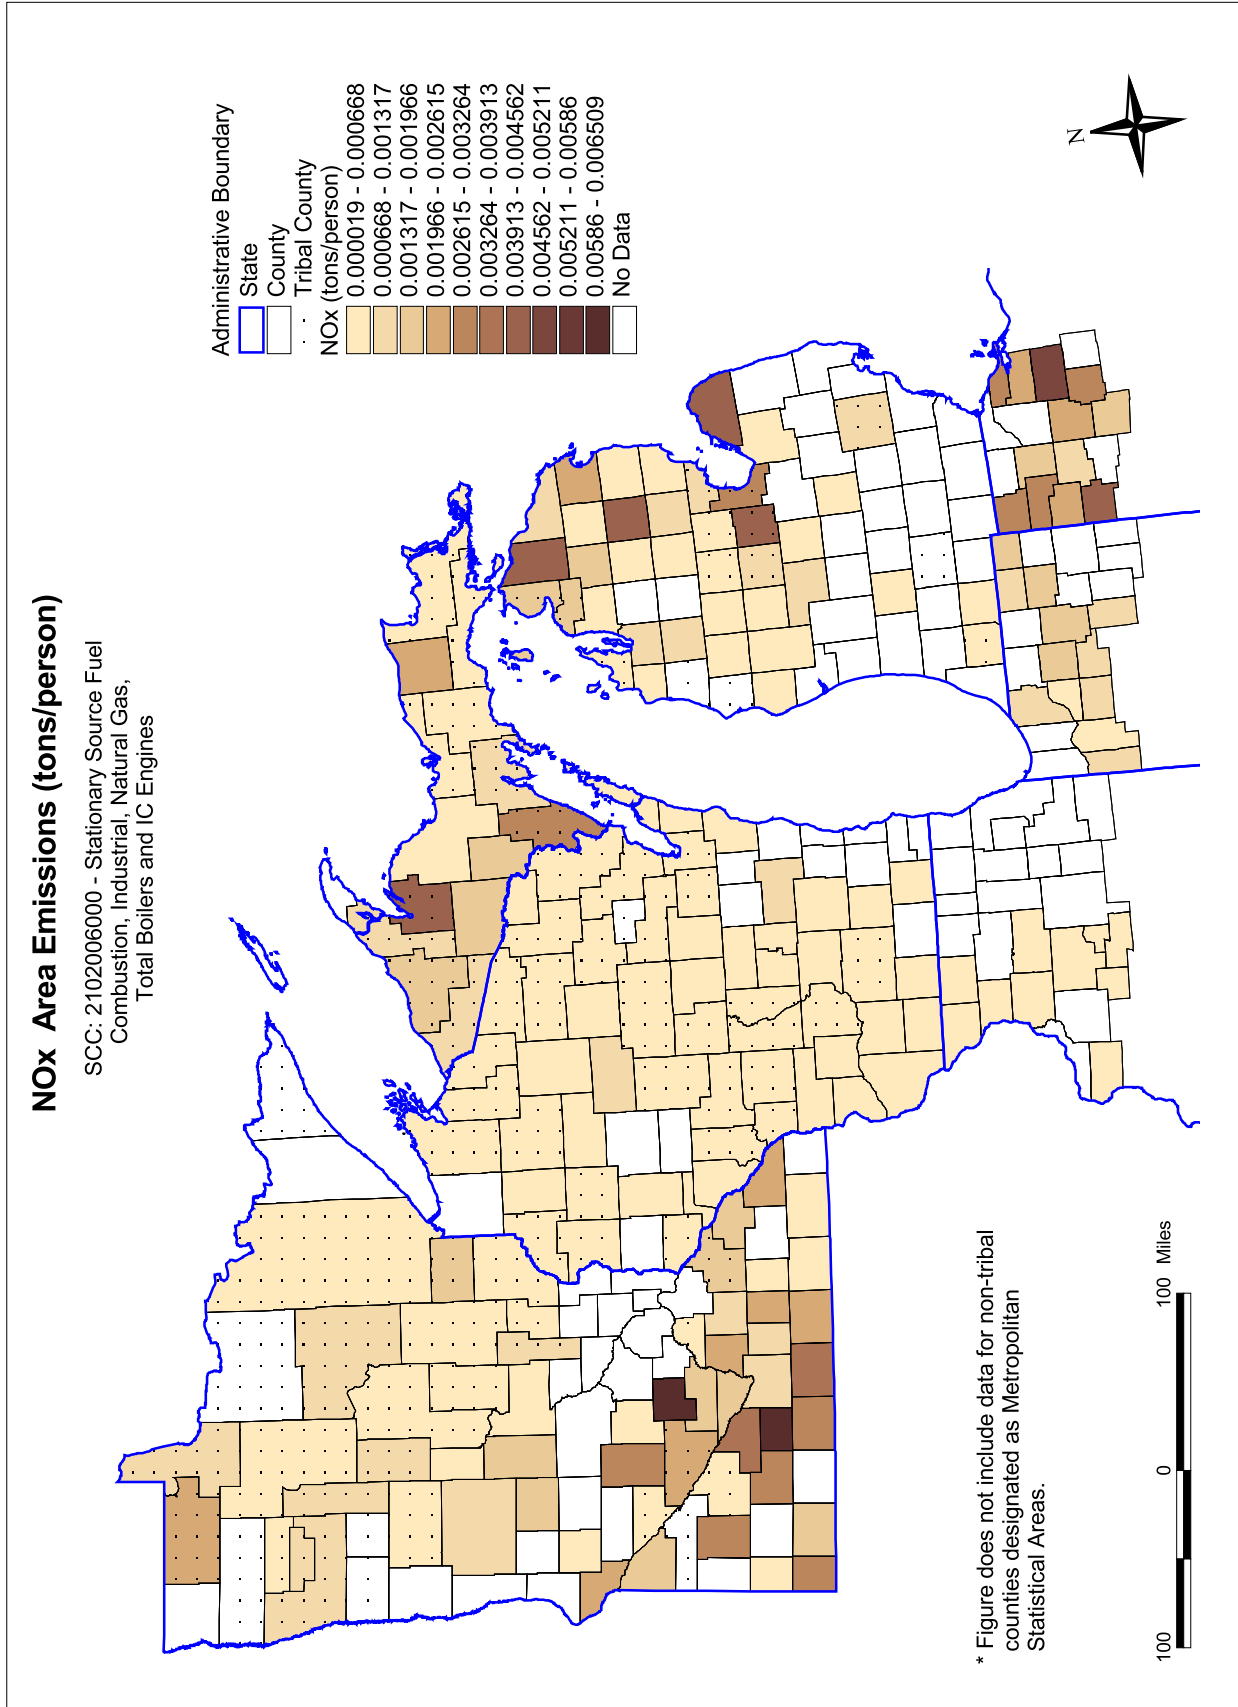 NOx  Area Emissions (tons/person)
SCC: 2102006000 - Stationary Source Fuel
Combustion, Industrial, Natural Gas,
Total Boilers and IC Engines
Administrative Boundary
State
County
Tribal County
NOx (tons/person)
0.000019 - 0.000668
0.000668 - 0.001317
0.001317 - 0.001966
0.001966 - 0.002615
0.002615 - 0.003264
0.003264 - 0.003913
0.003913 - 0.004562
0.004562 - 0.005211
0.005211 - 0.00586
0.00586 - 0.006509
No Data
N
* Figure does not include data for non-tribal
counties designated as Metropolitan
Statistical Areas.
100 0 100 Miles